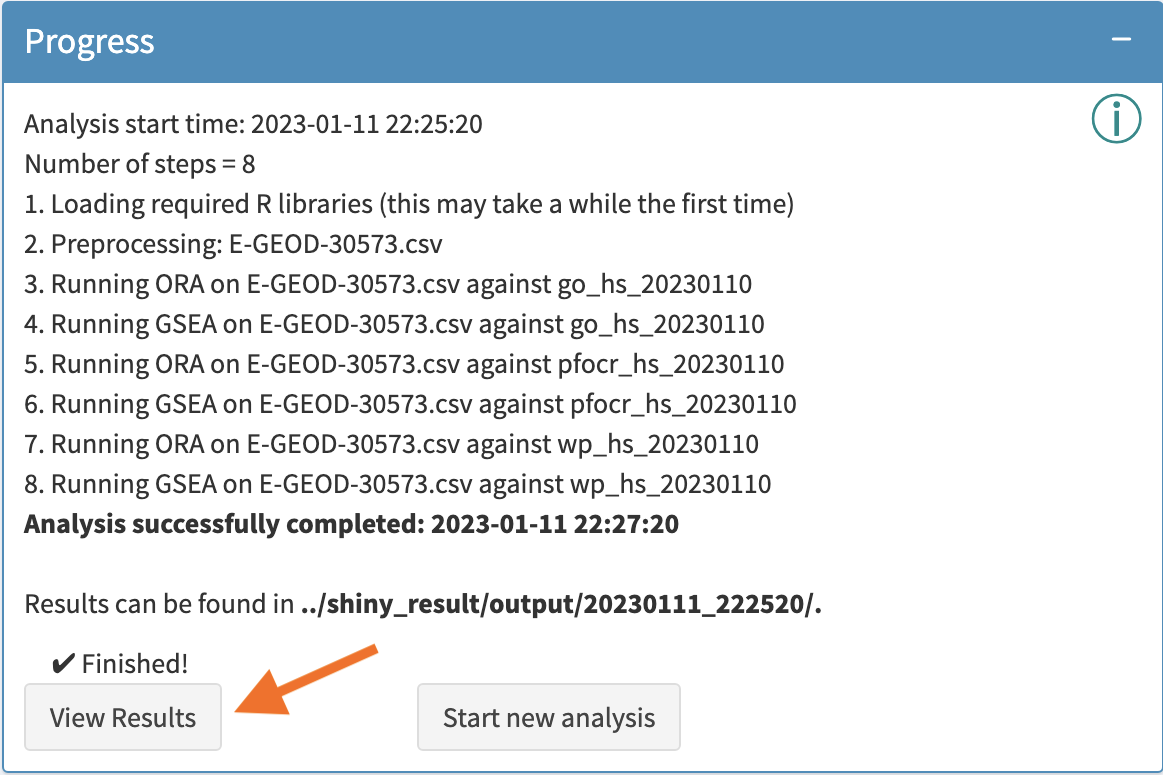 Progress
Analysis start time: 2023-01-11 22:25:20
Number of steps = 8
1. Loading required R libraries (this may take a while the first time)
2. Preprocessing: E-GEOD-30573.csv
3. Running ORA on E-GEOD-30573.csv against go_hs_20230110
4. Running GSEA on E-GEOD-30573.csv against go_hs_20230110
5. Running ORA on E-GEOD-30573.csv against pfocr_hs_20230110
6. Running GSEA on E-GEOD-30573.csv against pfocr_hs_20230110
7. Running ORA on E-GEOD-30573.csv against wp_hs_20230110
8. Running GSEA on E-GEOD-30573.csv against wp_hs_20230110
Analysis successfully completed: 2023-01-11 22:27:20
Results can be found in ../shiny_result/output/20230111_222520/.
✔ Finished!
View Results
Start new analysis